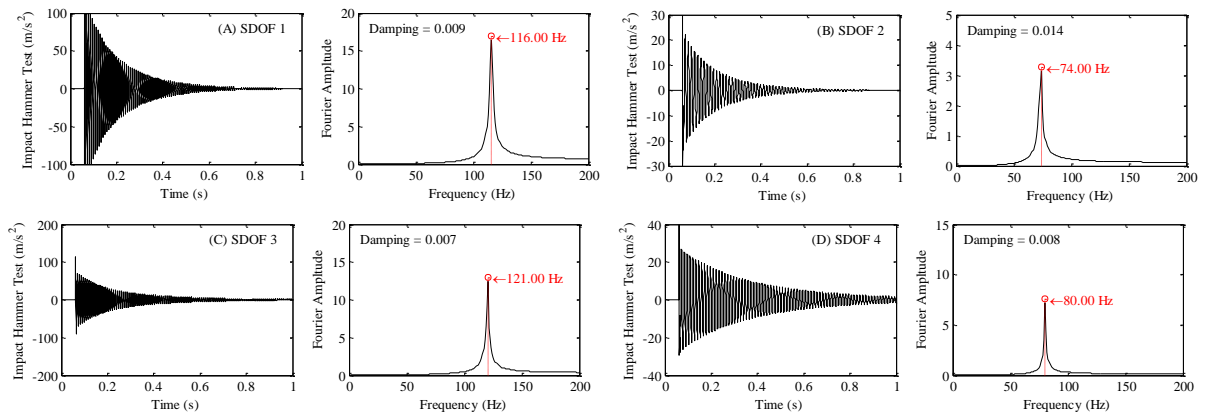 (A) SDOF 1
Impact Hammer Test (m/s²)
100
50
0
-50
-100
0 0.2 0.4 0.6 0.8 1
Time (s)
Damping = 0.009
←116.00 Hz
Fourier Amplitude
20
15
10
5
0
0 50 100 150 200
Frequency (Hz)
(B) SDOF 2
Impact Hammer Test (m/s²)
30
20
10
0
-10
-20
-30
0 0.2 0.4 0.6 0.8 1
Time (s)
Damping = 0.014
←74.00 Hz
Fourier Amplitude
5
4
3
2
1
0
0 50 100 150 200
Frequency (Hz)
(C) SDOF 3
Impact Hammer Test (m/s²)
200
100
0
-100
-200
0 0.2 0.4 0.6 0.8 1
Time (s)
Damping = 0.007
←121.00 Hz
Fourier Amplitude
20
15
10
5
0
0 50 100 150 200
Frequency (Hz)
(D) SDOF 4
Impact Hammer Test (m/s²)
40
20
0
-20
-40
0 0.2 0.4 0.6 0.8 1
Time (s)
Damping = 0.008
←80.00 Hz
Fourier Amplitude
15
10
5
0
0 50 100 150 200
Frequency (Hz)